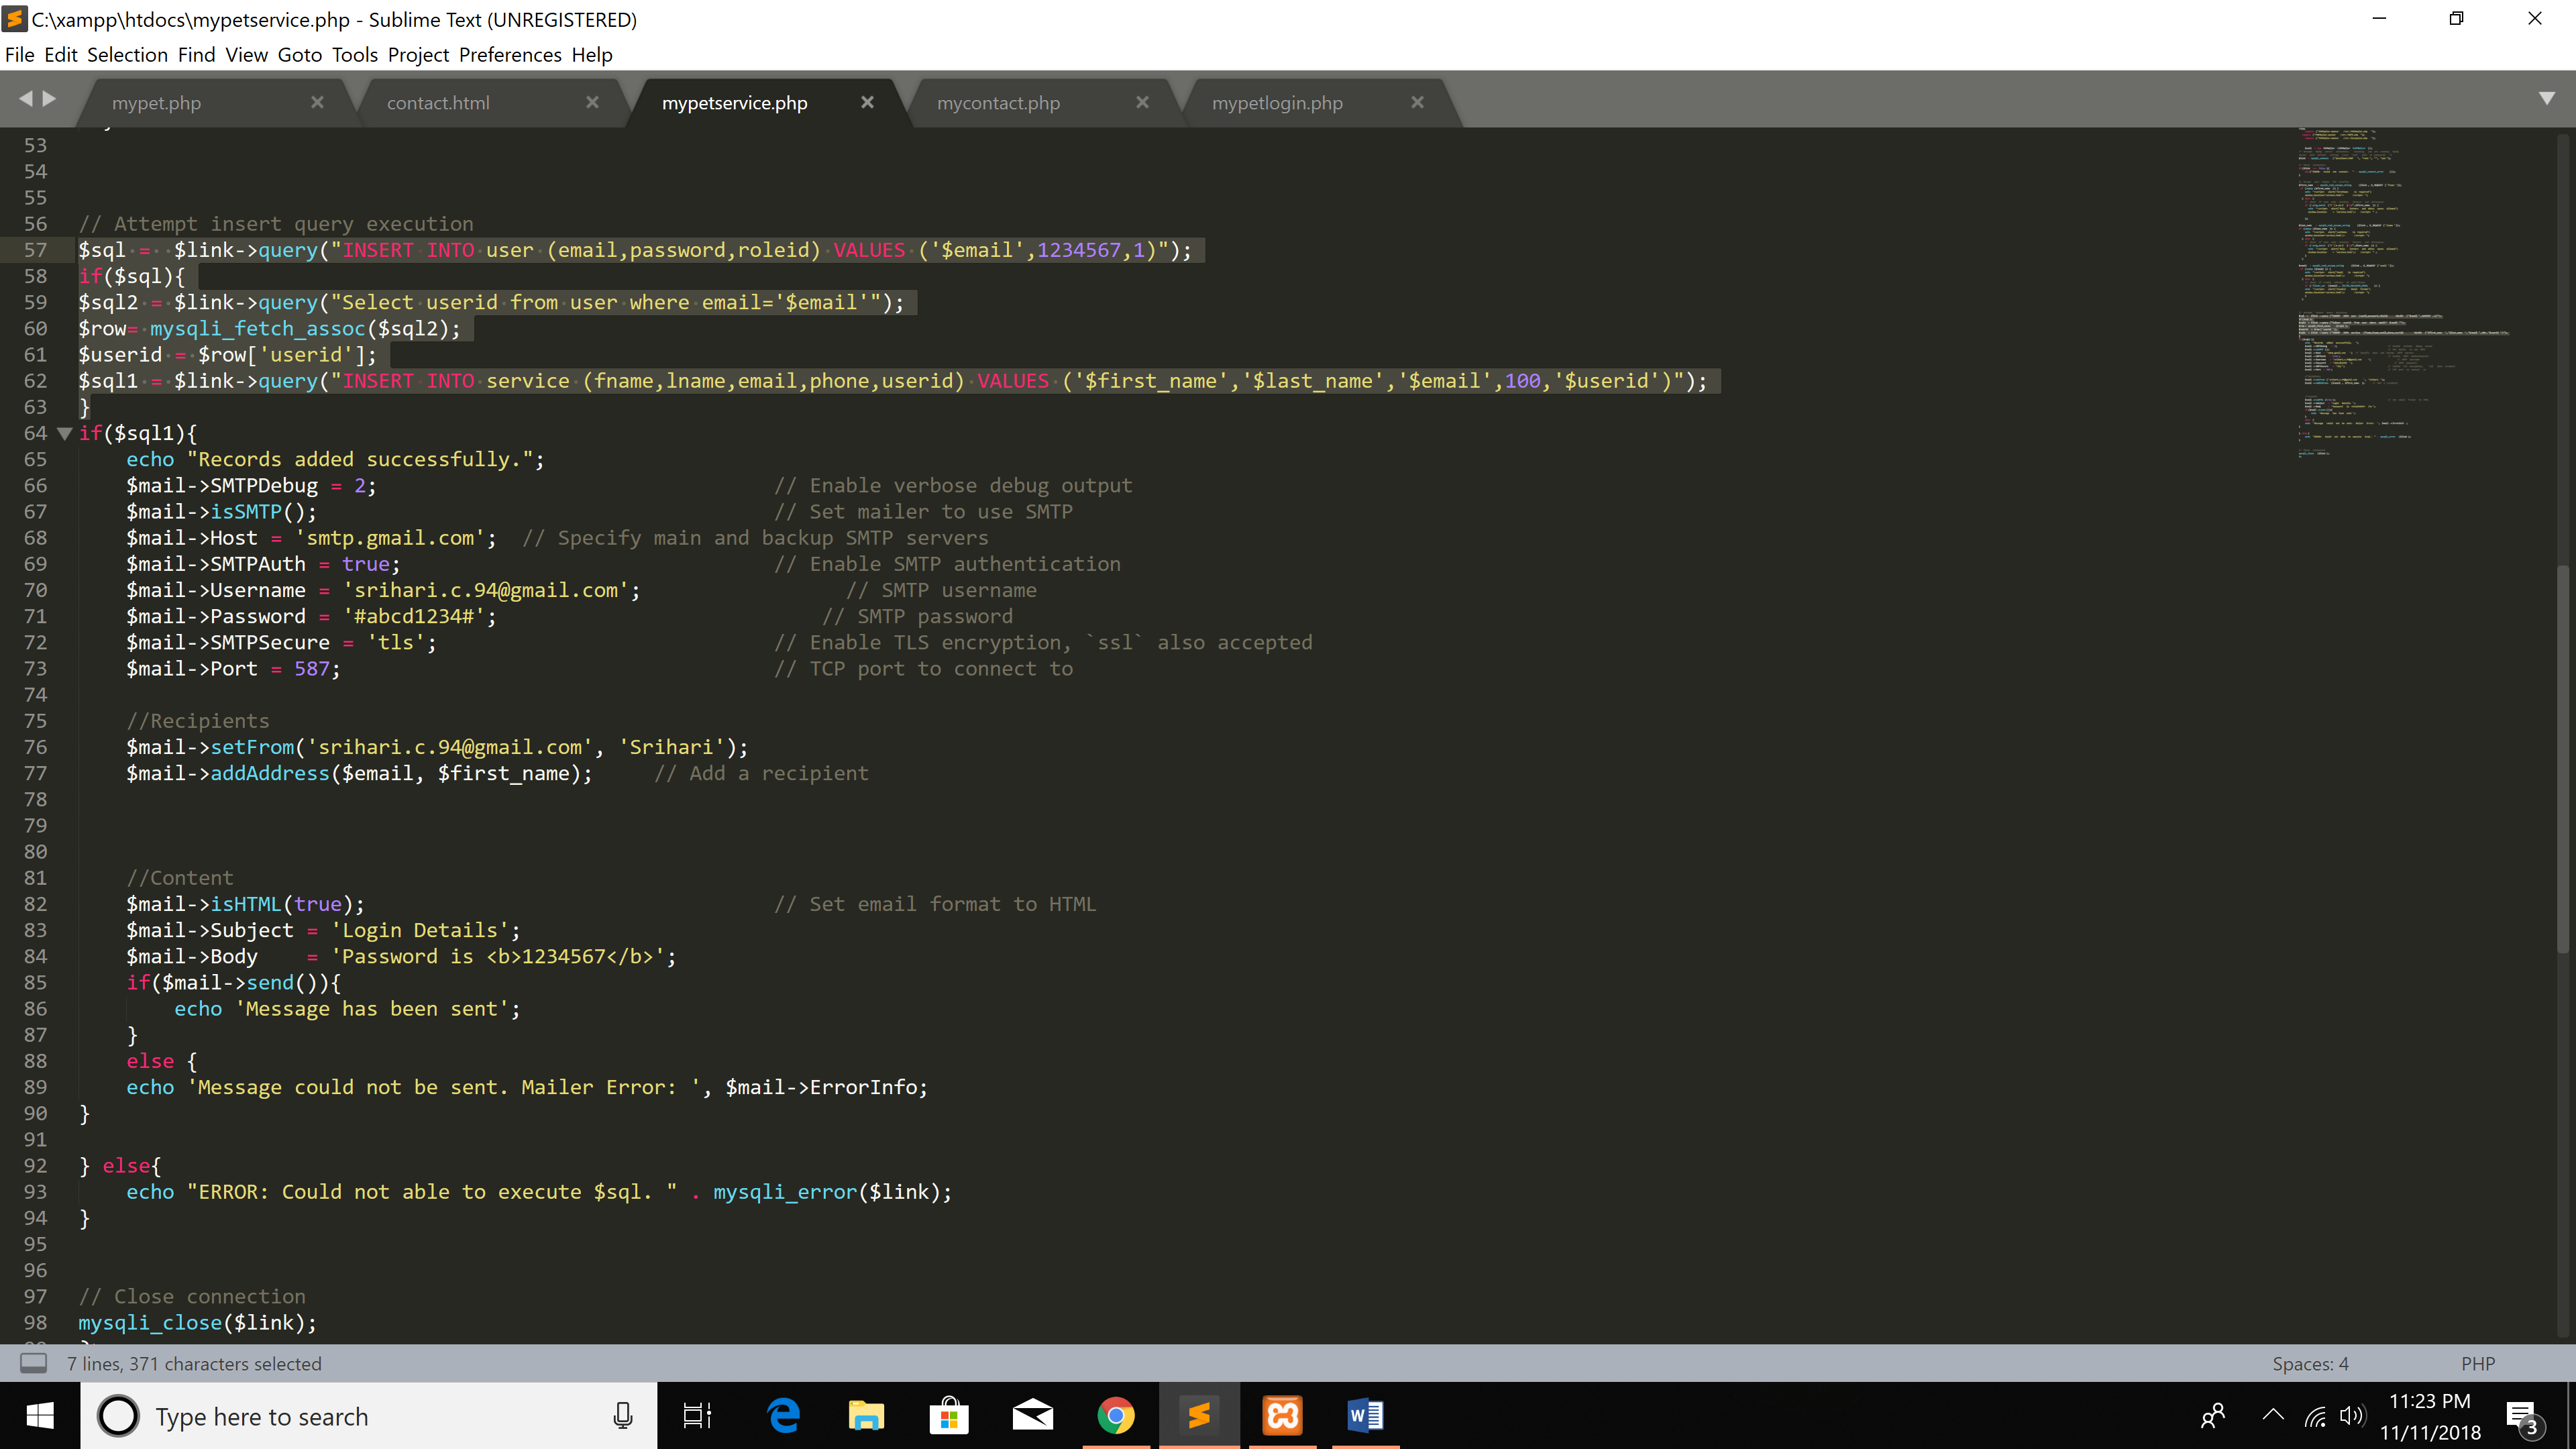 C:\xampp\htdocs\mypetservice.php - Sublime Text (UNREGISTERED)
File Edit Selection Find View Goto Tools Project Preferences Help
mypet.php contact.html mypetservice.php mycontact.php mypetlogin.php
53
54
55
56 // Attempt insert query execution
57 $sql = $link->query("INSERT INTO user (email,password,roleid) VALUES ('$email',1234567,1)");
58 if($sql){
59 $sql2 = $link->query("Select userid from user where email='$email'");
60 $row= mysqli_fetch_assoc($sql2);
61 $userid = $row['userid'];
62 $sql1 = $link->query("INSERT INTO service (fname,lname,email,phone,userid) VALUES ('$first_name','$last_name','$email',100,'$userid')");
63 }
64 if($sql1){
65 echo "Records added successfully.";
66 $mail->SMTPDebug = 2; // Enable verbose debug output
67 $mail->isSMTP(); // Set mailer to use SMTP
68 $mail->Host = 'smtp.gmail.com'; // Specify main and backup SMTP servers
69 $mail->SMTPAuth = true; // Enable SMTP authentication
70 $mail->Username = 'srihari.c.94@gmail.com'; // SMTP username
71 $mail->Password = '#abcd1234#'; // SMTP password
72 $mail->SMTPSecure = 'tls'; // Enable TLS encryption, `ssl` also accepted
73 $mail->Port = 587; // TCP port to connect to
74
75 //Recipients
76 $mail->setFrom('srihari.c.94@gmail.com', 'Srihari');
77 $mail->addAddress($email, $first_name); // Add a recipient
78
79
80
81 //Content
82 $mail->isHTML(true); // Set email format to HTML
83 $mail->Subject = 'Login Details';
84 $mail->Body = 'Password is <b>1234567</b>';
85 if($mail->send()){
86 echo 'Message has been sent';
87 }
88 else {
89 echo 'Message could not be sent. Mailer Error: ', $mail->ErrorInfo;
90 }
91
92 } else{
93 echo "ERROR: Could not able to execute $sql. " . mysqli_error($link);
94 }
95
96
97 // Close connection
98 mysqli_close($link);
7 lines, 371 characters selected Spaces: 4 PHP
Type here to search
11:23 PM
11/11/2018
3